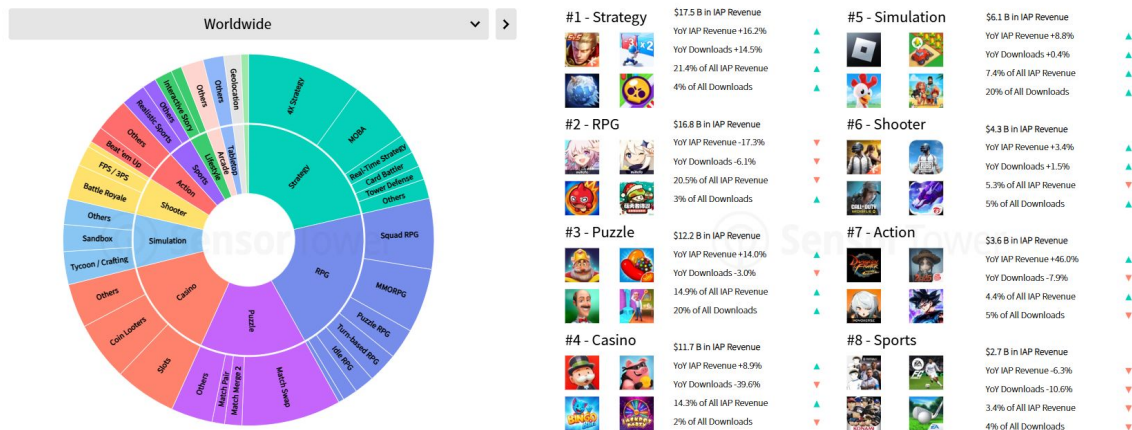 Worldwide
4X Strategy
MOBA
Real-Time Strategy
Card Battler
Tower Defense
Others
Squad RPG
MMORPG
Puzzle RPG
Turn-based RPG
Idle RPG
Match Swap
Match Merge 2
Match Pair
Others
Slots
Coin Looters
Others
Tycoon / Crafting
Sandbox
Others
Battle Royale
FPS / 3PS
Beat 'em Up
Others
Realistic Sports
Others
Interactive Story
Others
Others
Geolocation
Strategy
RPG
Puzzle
Casino
Simulation
Shooter
Action
Sports
Lifestyle
Arcade
Tabletop
Sensor Tower
#1 - Strategy
$17.5 B in IAP Revenue
YoY IAP Revenue +16.2%
YoY Downloads +14.5%
21.4% of All IAP Revenue
4% of All Downloads
#2 - RPG
$16.8 B in IAP Revenue
YoY IAP Revenue -17.3%
YoY Downloads -6.1%
20.5% of All IAP Revenue
3% of All Downloads
#3 - Puzzle
$12.2 B in IAP Revenue
YoY IAP Revenue +14.0%
YoY Downloads -3.0%
14.9% of All IAP Revenue
20% of All Downloads
#4 - Casino
$11.7 B in IAP Revenue
YoY IAP Revenue +8.9%
YoY Downloads -39.6%
14.3% of All IAP Revenue
2% of All Downloads
#5 - Simulation
$6.1 B in IAP Revenue
YoY IAP Revenue +8.8%
YoY Downloads +0.4%
7.4% of All IAP Revenue
20% of All Downloads
#6 - Shooter
$4.3 B in IAP Revenue
YoY IAP Revenue +3.4%
YoY Downloads +1.5%
5.3% of All IAP Revenue
5% of All Downloads
#7 - Action
$3.6 B in IAP Revenue
YoY IAP Revenue +46.0%
YoY Downloads -7.9%
4.4% of All IAP Revenue
5% of All Downloads
#8 - Sports
$2.7 B in IAP Revenue
YoY IAP Revenue -6.3%
YoY Downloads -10.6%
3.4% of All IAP Revenue
4% of All Downloads
Sensor Tower